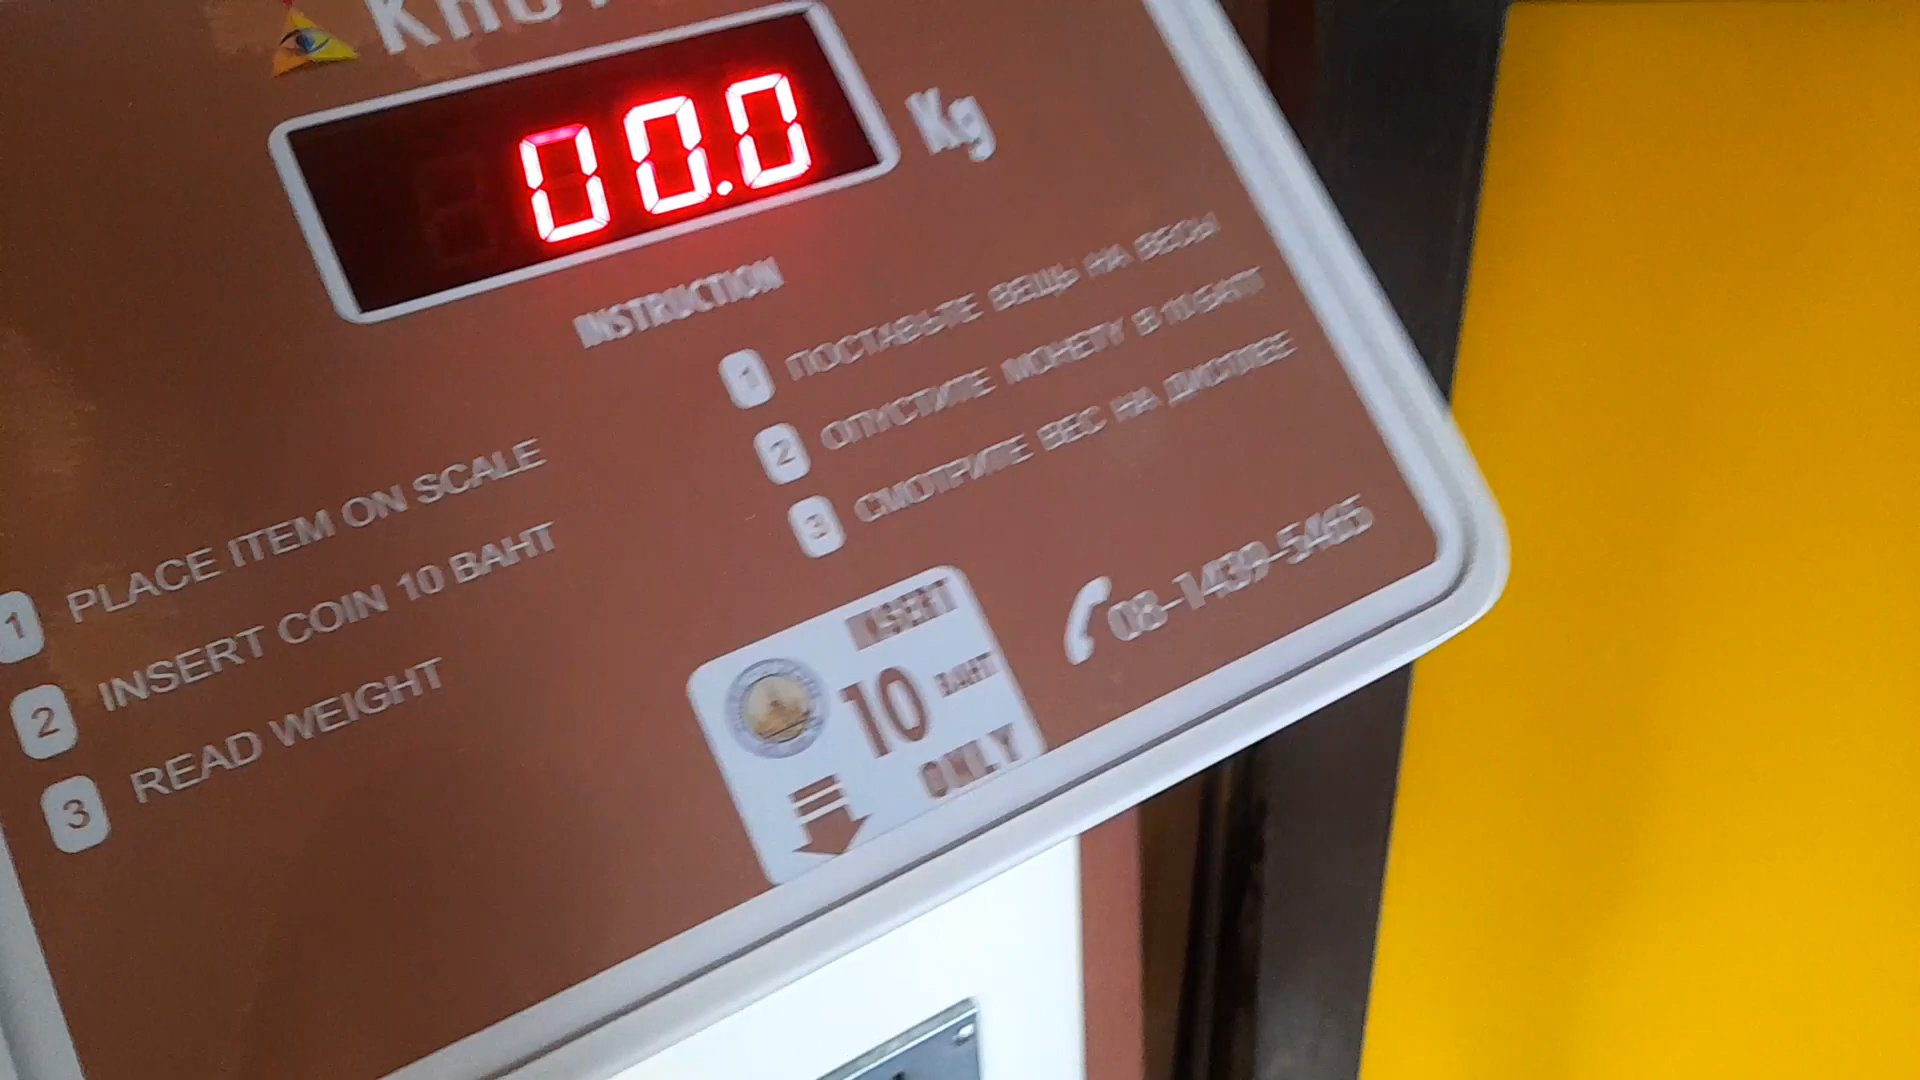 00.0 Kg
INSTRUCTION
1 PLACE ITEM ON SCALE
2 INSERT COIN 10 BAHT
3 READ WEIGHT
1 ПОСТАВЬТЕ ВЕЩЬ НА ВЕСЫ
2 ОПУСТИТЕ МОНЕТУ В 10 БАТТ
3 СМОТРИТЕ ВЕС НА ДИСПЛЕЕ
INSERT
10 BAHT
ONLY
08-1439-5465